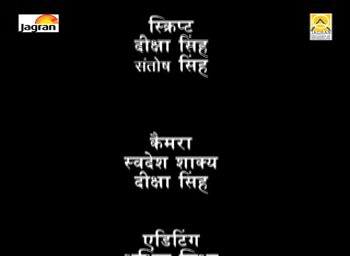 Jagran
स्क्रिप्ट
दीक्षा सिंह
संतोष सिंह
कैमरा
स्वदेश शाक्य
दीक्षा सिंह
एडिटिंग